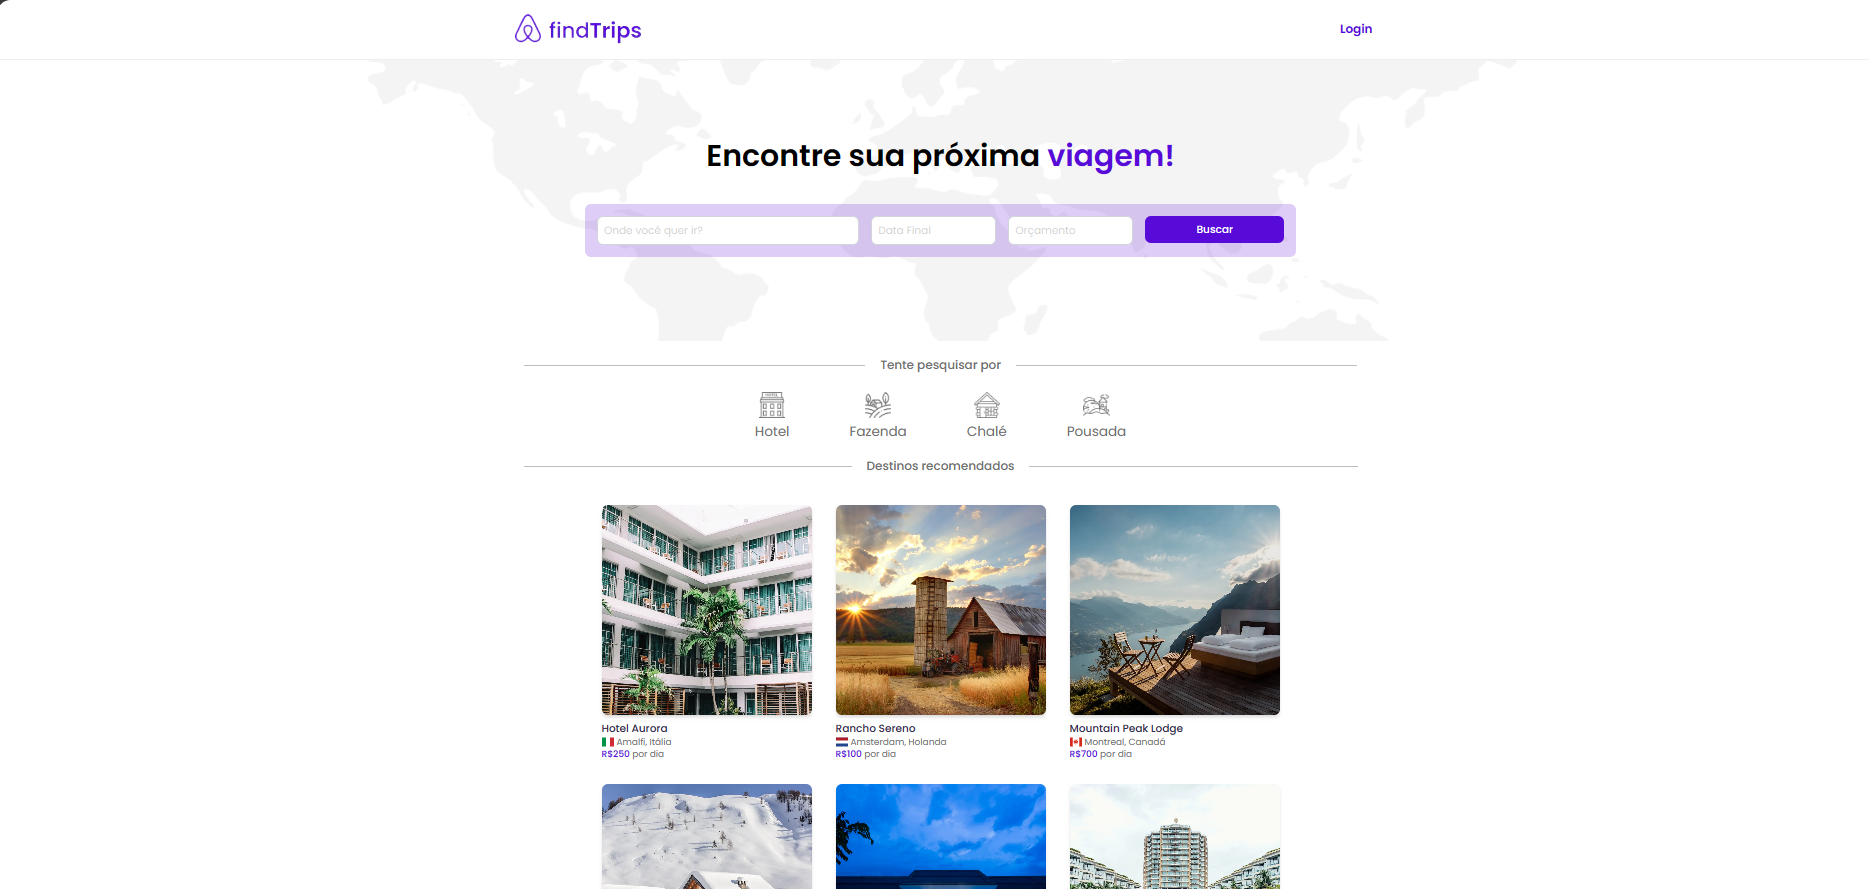 findTrips
Login
Encontre sua próxima viagem!
Onde você quer ir?
Data Final
Orçamento
Buscar
Tente pesquisar por
Hotel
Fazenda
Chalé
Pousada
Destinos recomendados
Hotel Aurora
Amalfi, Itália
R$250 por dia
Rancho Sereno
Amsterdam, Holanda
R$100 por dia
Mountain Peak Lodge
Montreal, Canadá
R$700 por dia